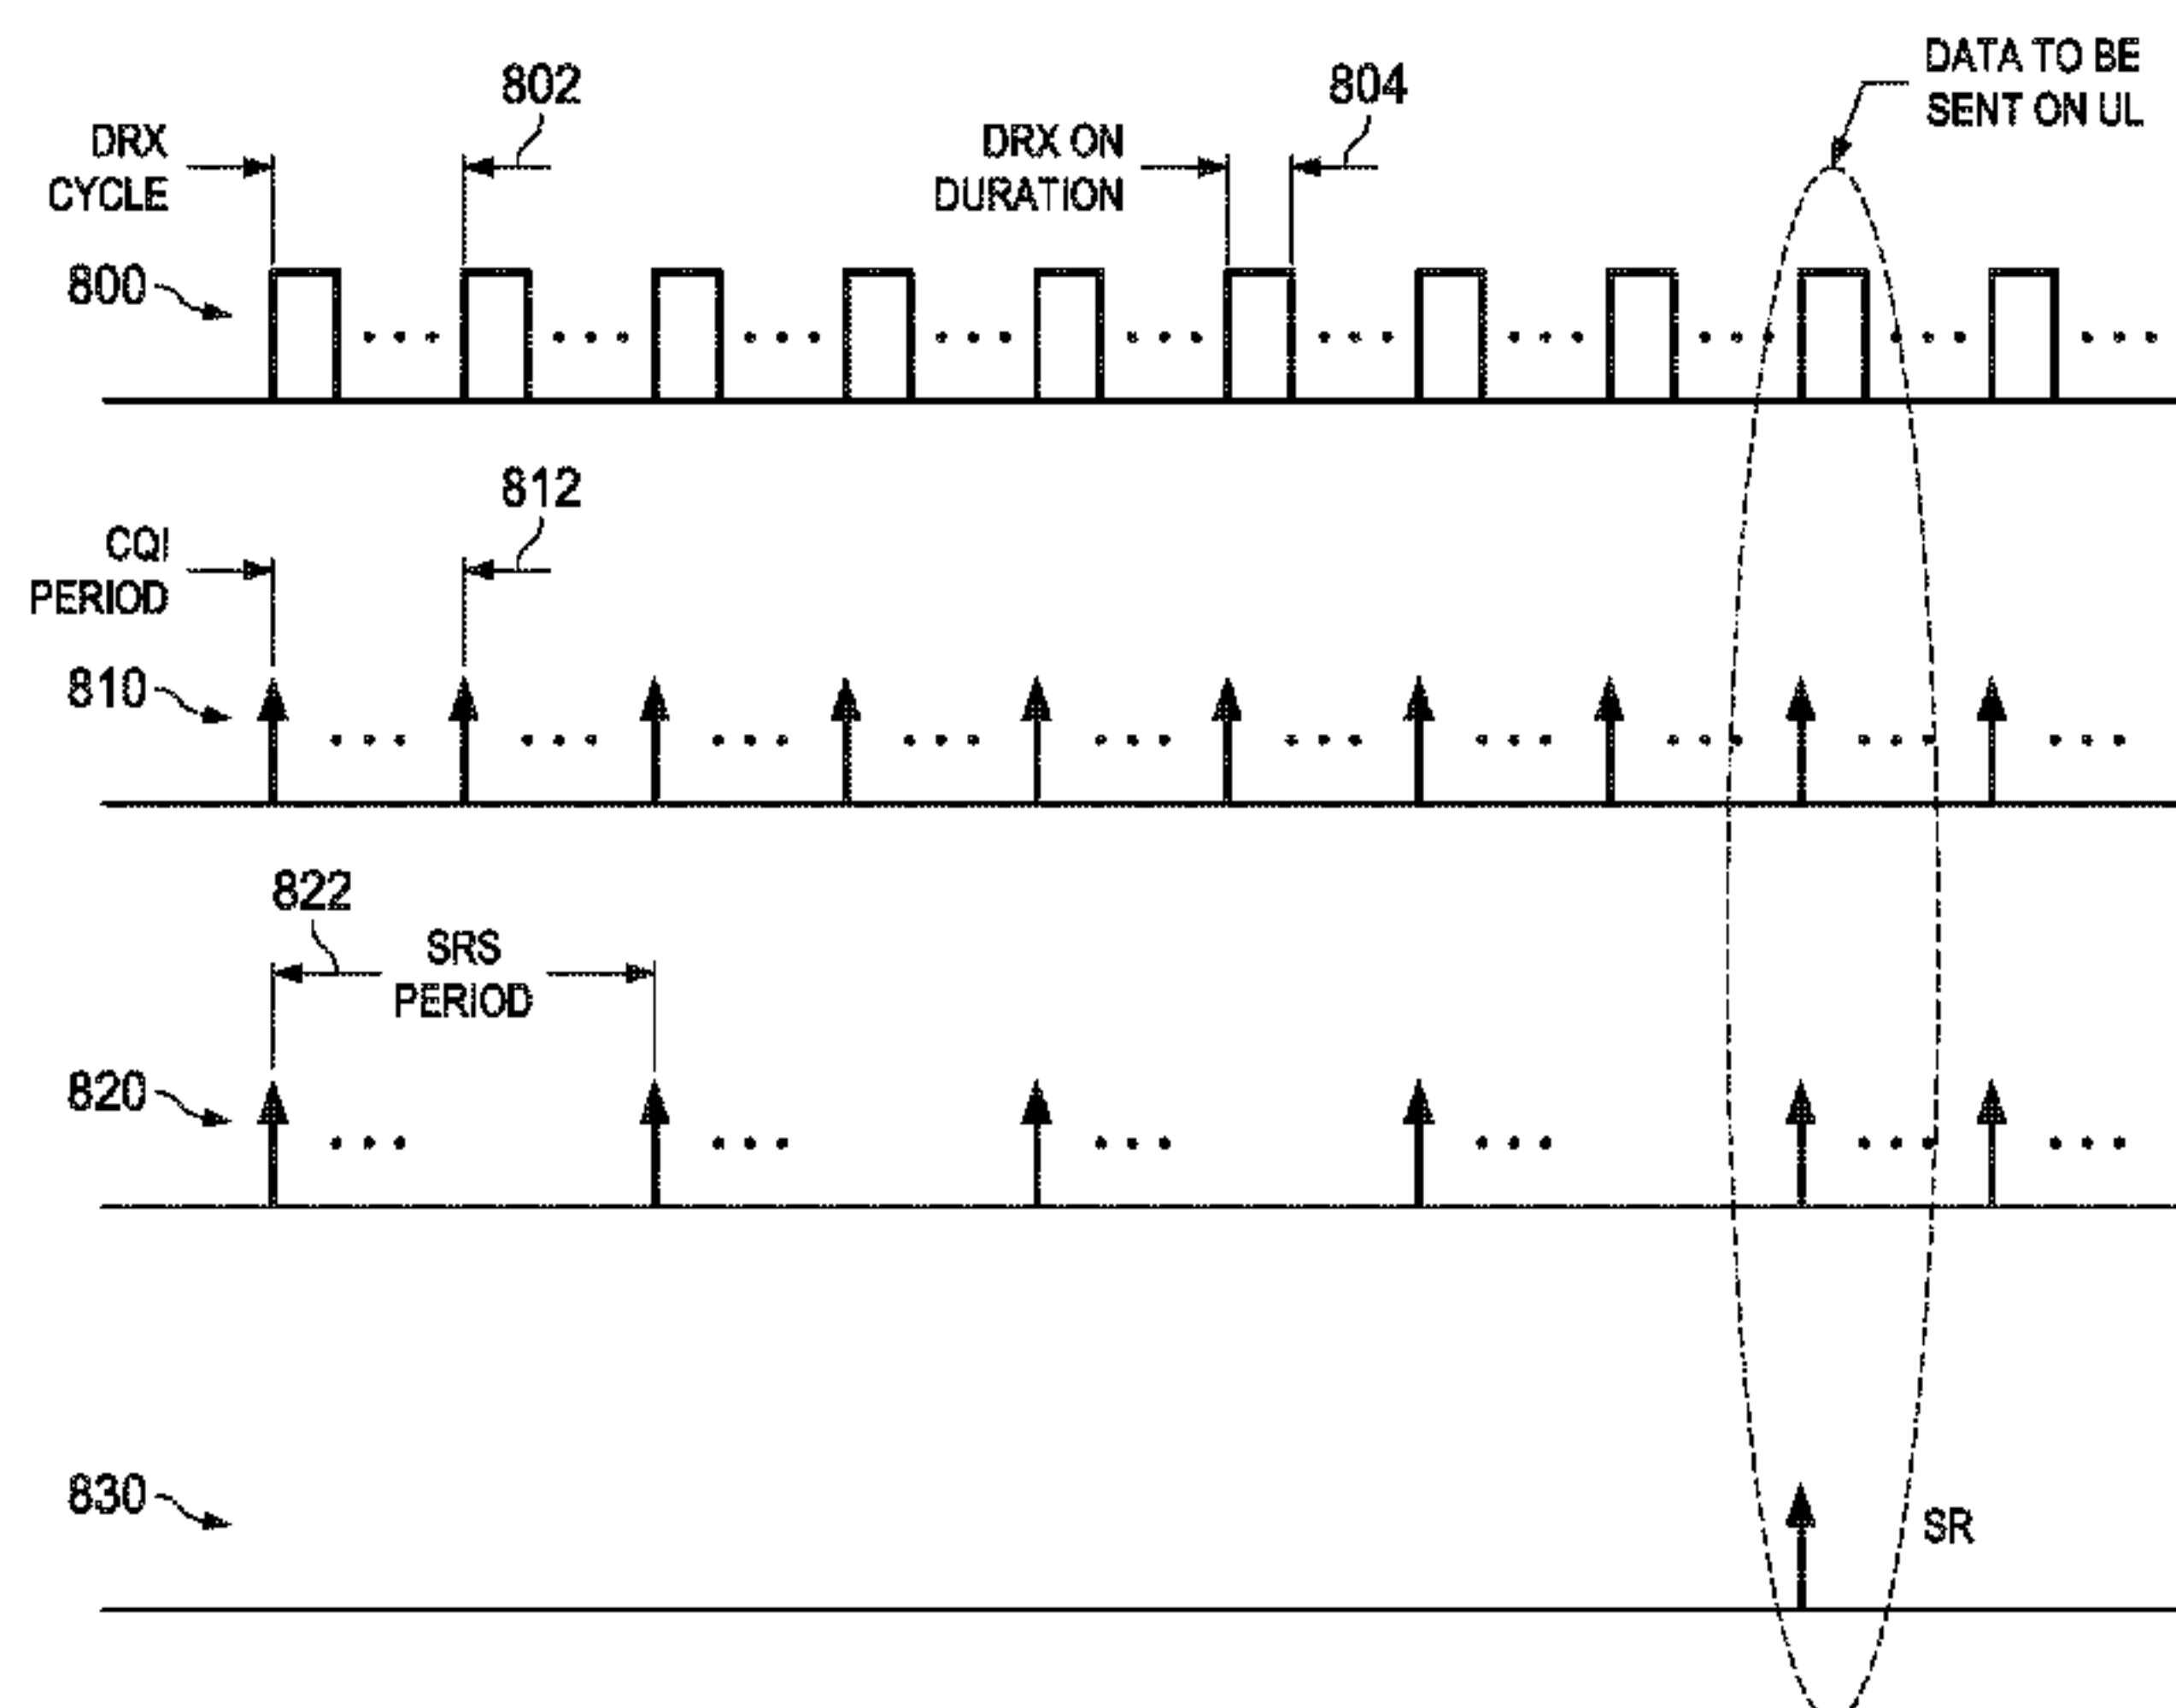 802
804
DATA TO BE
SENT ON UL
DRX
CYCLE
DRX ON
DURATION
800
812
CQI
PERIOD
810
822
SRS
PERIOD
820
830
SR